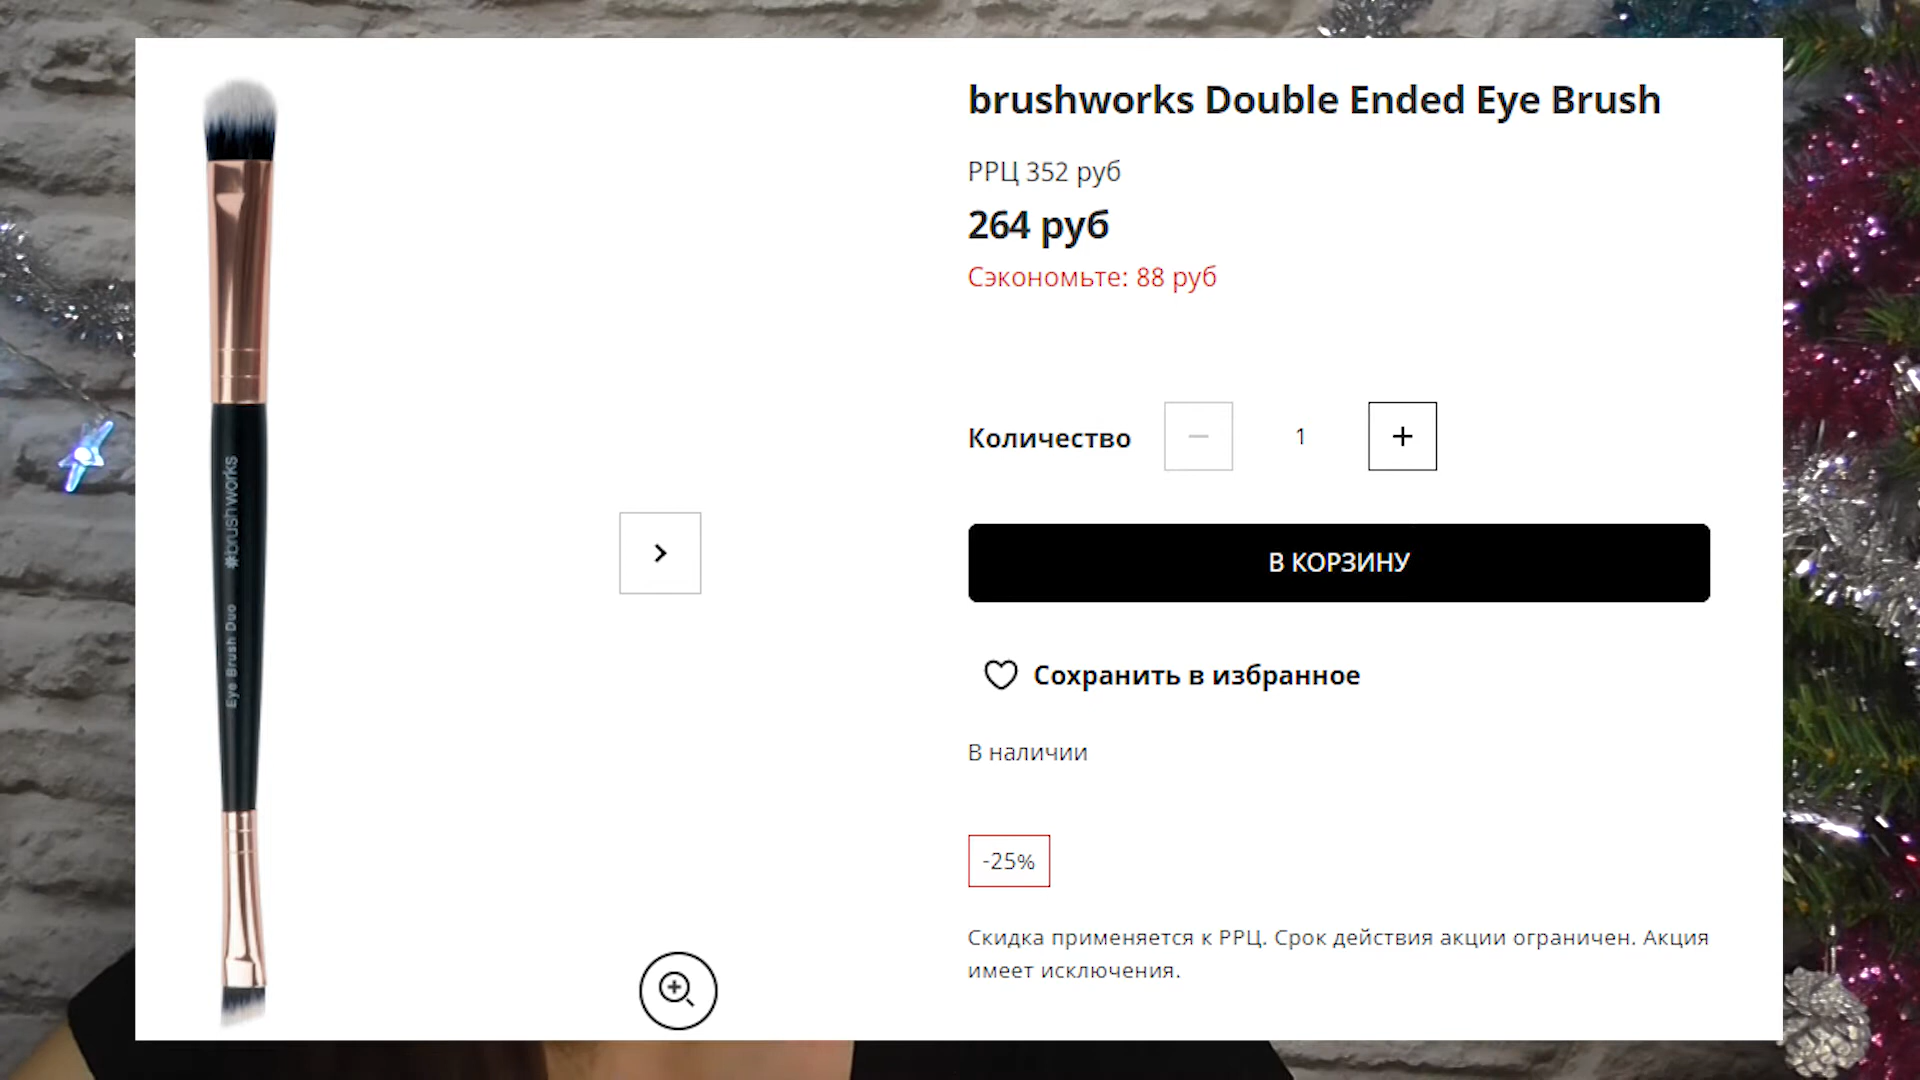 brushworks Double Ended Eye Brush
РРЦ 352 руб
264 руб
Сэкономьте: 88 руб
Количество
1
В КОРЗИНУ
Сохранить в избранное
В наличии
-25%
Скидка применяется к РРЦ. Срок действия акции ограничен. Акция
имеет исключения.
brushworks
Eye Brush Duo